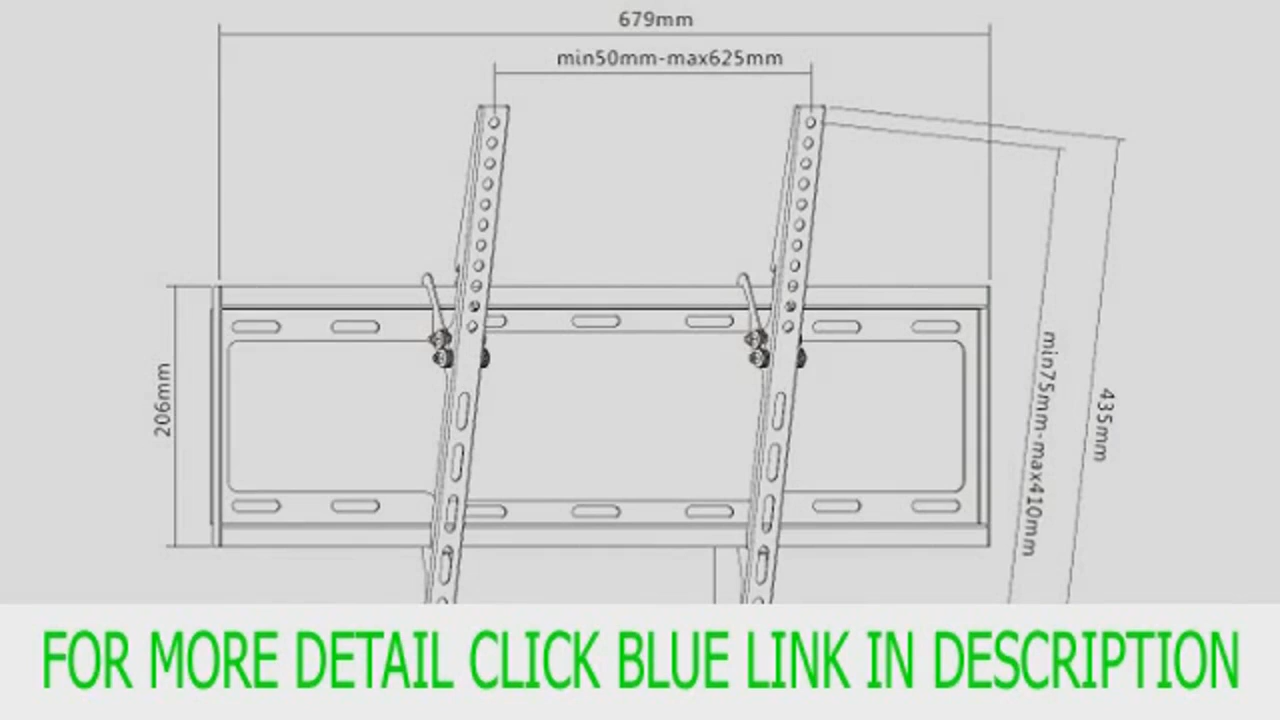 679mm
min50mm-max625mm
206mm
min75mm-max410mm
435mm
FOR MORE DETAIL CLICK BLUE LINK IN DESCRIPTION